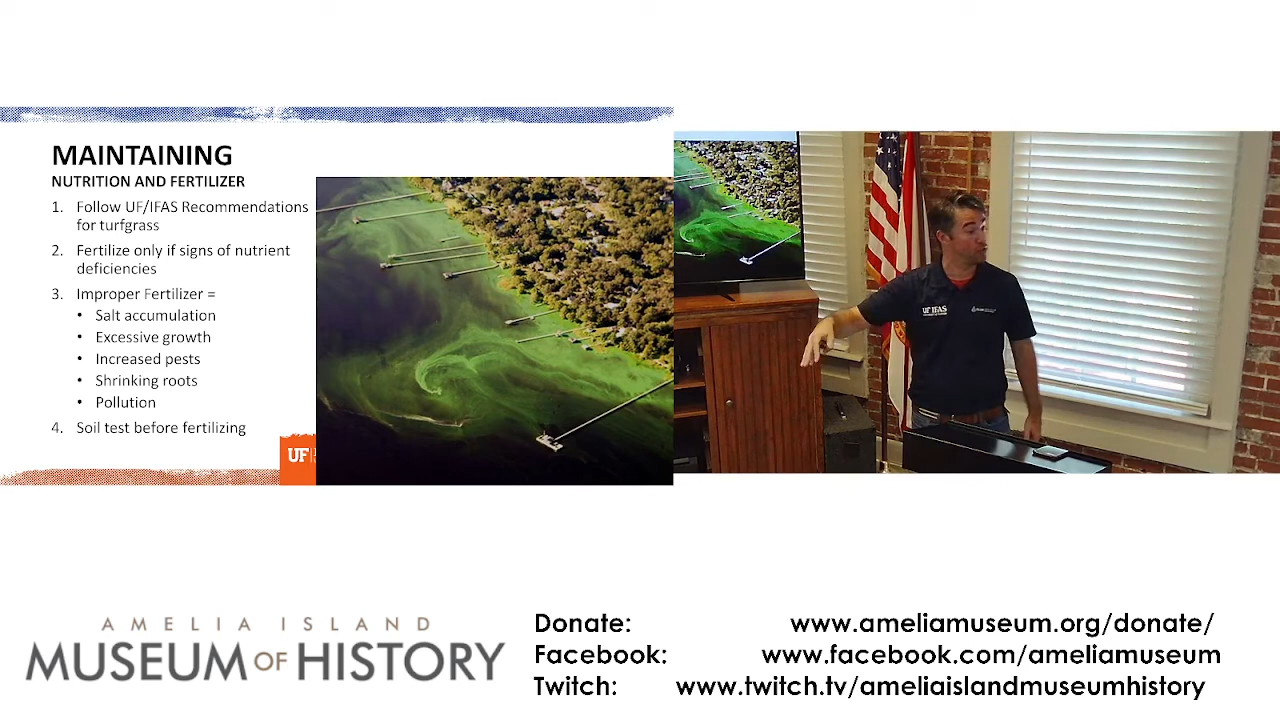 MAINTAINING
NUTRITION AND FERTILIZER
1. Follow UF/IFAS Recommendations
for turfgrass
2. Fertilize only if signs of nutrient
deficiencies
3. Improper Fertilizer =
• Salt accumulation
• Excessive growth
• Increased pests
• Shrinking roots
• Pollution
4. Soil test before fertilizing
UF
UF IFAS
AMELIA ISLAND
MUSEUM OF HISTORY
Donate: www.ameliamuseum.org/donate/
Facebook: www.facebook.com/ameliamuseum
Twitch: www.twitch.tv/ameliaislandmuseumhistory